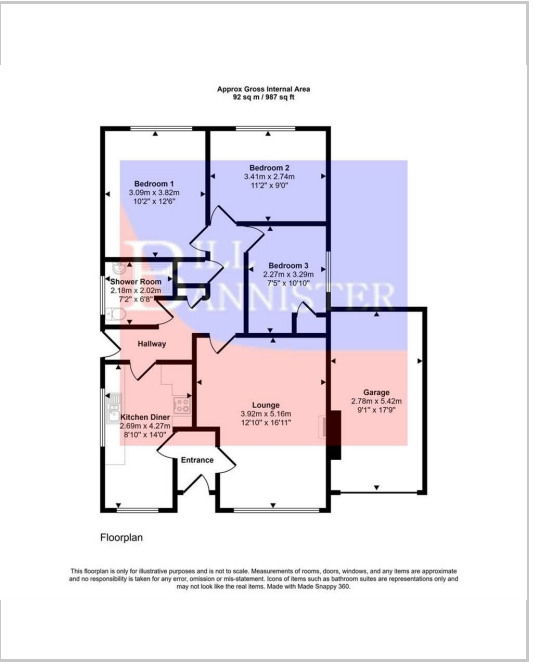 Approx Gross Internal Area
92 sq m / 987 sq ft
Bedroom 1
3.09m x 3.82m
10'2" x 12'6"
Bedroom 2
3.41m x 2.74m
11'2" x 9'0"
Bedroom 3
2.27m x 3.29m
7'5" x 10'10"
Shower Room
2.18m x 2.02m
7'2" x 6'8"
BILL
BANNISTER
Hallway
Kitchen Diner
2.69m x 4.27m
8'10" x 14'0"
Lounge
3.92m x 5.16m
12'10" x 16'11"
Garage
2.78m x 5.42m
9'1" x 17'9"
Entrance
Floorplan
This floorplan is only for illustrative purposes and is not to scale. Measurements of rooms, doors, windows, and any items are approximate
and no responsibility is taken for any error, omission or mis-statement. Icons of items such as bathroom suites are representations only and
may not look like the real items. Made with Made Snappy 360.